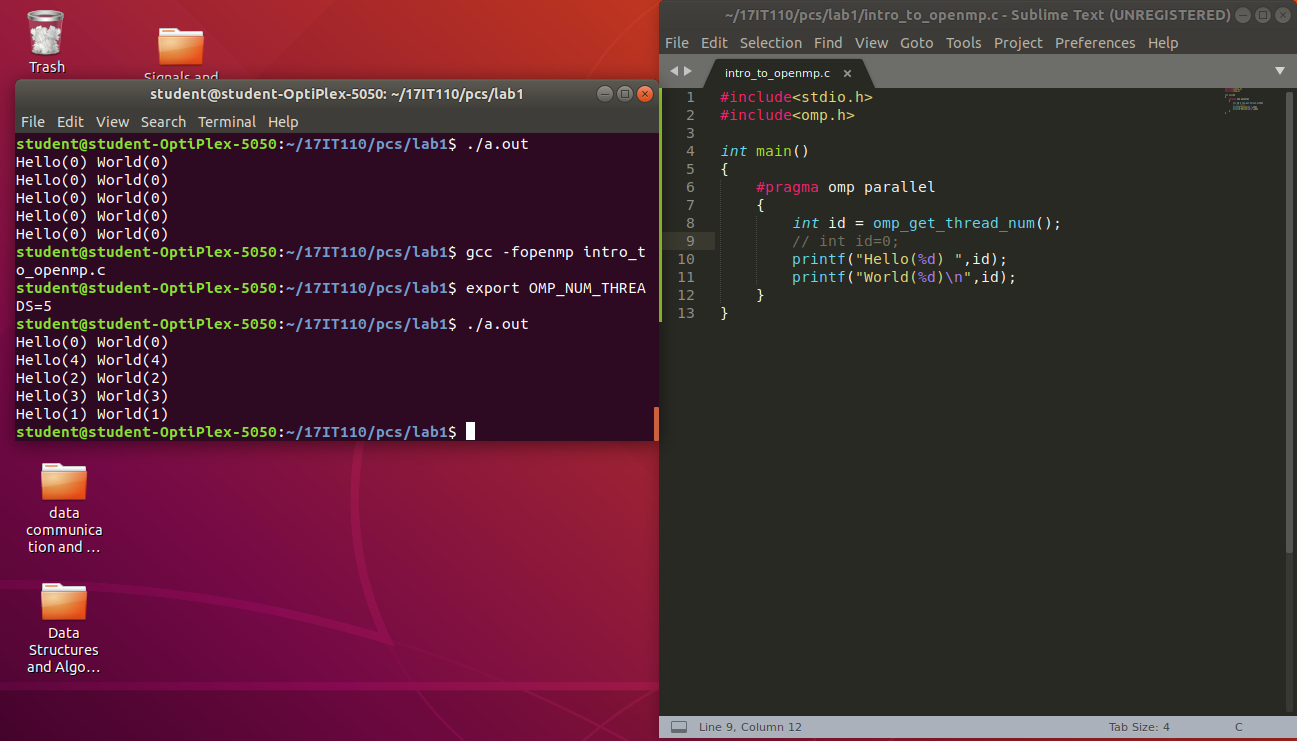 Trash
Signals and
student@student-OptiPlex-5050: ~/17IT110/pcs/lab1
File Edit View Search Terminal Help
student@student-OptiPlex-5050:~/17IT110/pcs/lab1$ ./a.out
Hello(0) World(0)
Hello(0) World(0)
Hello(0) World(0)
Hello(0) World(0)
Hello(0) World(0)
student@student-OptiPlex-5050:~/17IT110/pcs/lab1$ gcc -fopenmp intro_t
o_openmp.c
student@student-OptiPlex-5050:~/17IT110/pcs/lab1$ export OMP_NUM_THREA
DS=5
student@student-OptiPlex-5050:~/17IT110/pcs/lab1$ ./a.out
Hello(0) World(0)
Hello(4) World(4)
Hello(2) World(2)
Hello(3) World(3)
Hello(1) World(1)
student@student-OptiPlex-5050:~/17IT110/pcs/lab1$
data
communica
tion and ...
Data
Structures
and Algo...
~/17IT110/pcs/lab1/intro_to_openmp.c - Sublime Text (UNREGISTERED)
File Edit Selection Find View Goto Tools Project Preferences Help
intro_to_openmp.c ×
1 #include<stdio.h>
2 #include<omp.h>
3
4 int main()
5 {
6     #pragma omp parallel
7     {
8         int id = omp_get_thread_num();
9         // int id=0;
10         printf("Hello(%d) ",id);
11         printf("World(%d)\n",id);
12     }
13 }
Line 9, Column 12
Tab Size: 4
C